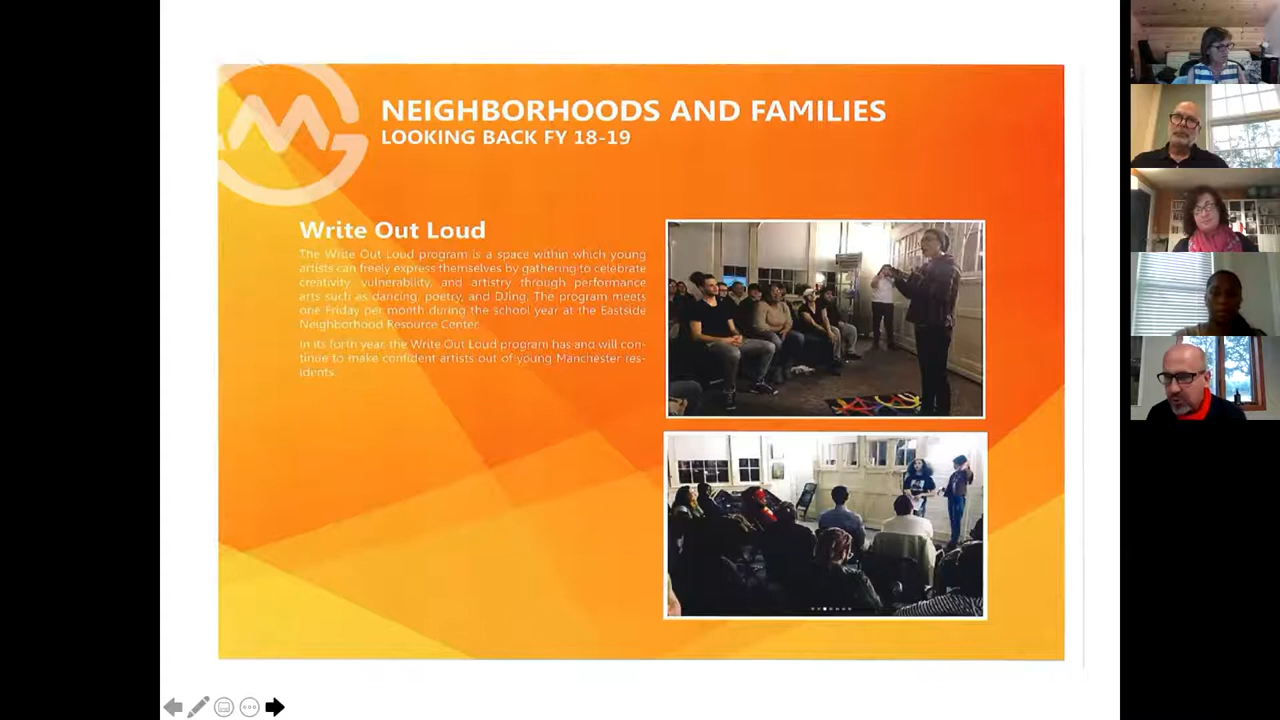 NEIGHBORHOODS AND FAMILIES
LOOKING BACK FY 18-19
Write Out Loud
The Write Out Loud program is a space within which young
artists can freely express themselves by gathering to celebrate
creativity, vulnerability, and artistry through performance
arts such as dancing, poetry, and DJing. The program meets
one Friday per month during the school year at the Eastside
Neighborhood Resource Center.
In its forth year, the Write Out Loud program has and will con-
tinue to make confident artists out of young Manchester res-
idents.